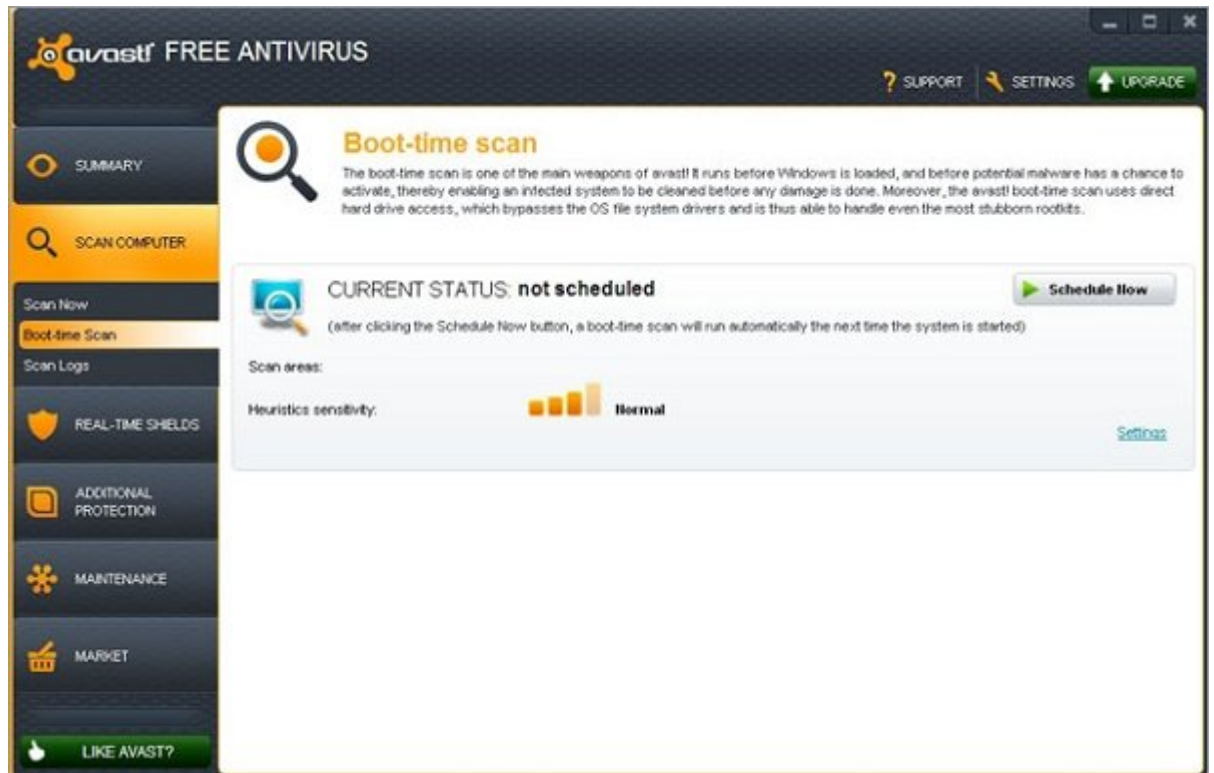 avast! FREE ANTIVIRUS
? SUPPORT
SETTINGS
UPGRADE
SUMMARY
SCAN COMPUTER
Scan Now
Boot-time Scan
Scan Logs
REAL-TIME SHIELDS
ADDITIONAL
PROTECTION
MAINTENANCE
MARKET
LIKE AVAST?
Boot-time scan
The boot-time scan is one of the main weapons of avast! It runs before Windows is loaded, and before potential malware has a chance to
activate, thereby enabling an infected system to be cleaned before any damage is done. Moreover, the avast! boot-time scan uses direct
hard drive access, which bypasses the OS file system drivers and is thus able to handle even the most stubborn rootkits.
CURRENT STATUS: not scheduled
Schedule Now
(after clicking the Schedule Now button, a boot-time scan will run automatically the next time the system is started)
Scan areas:
Heuristics sensitivity:
Normal
Settings